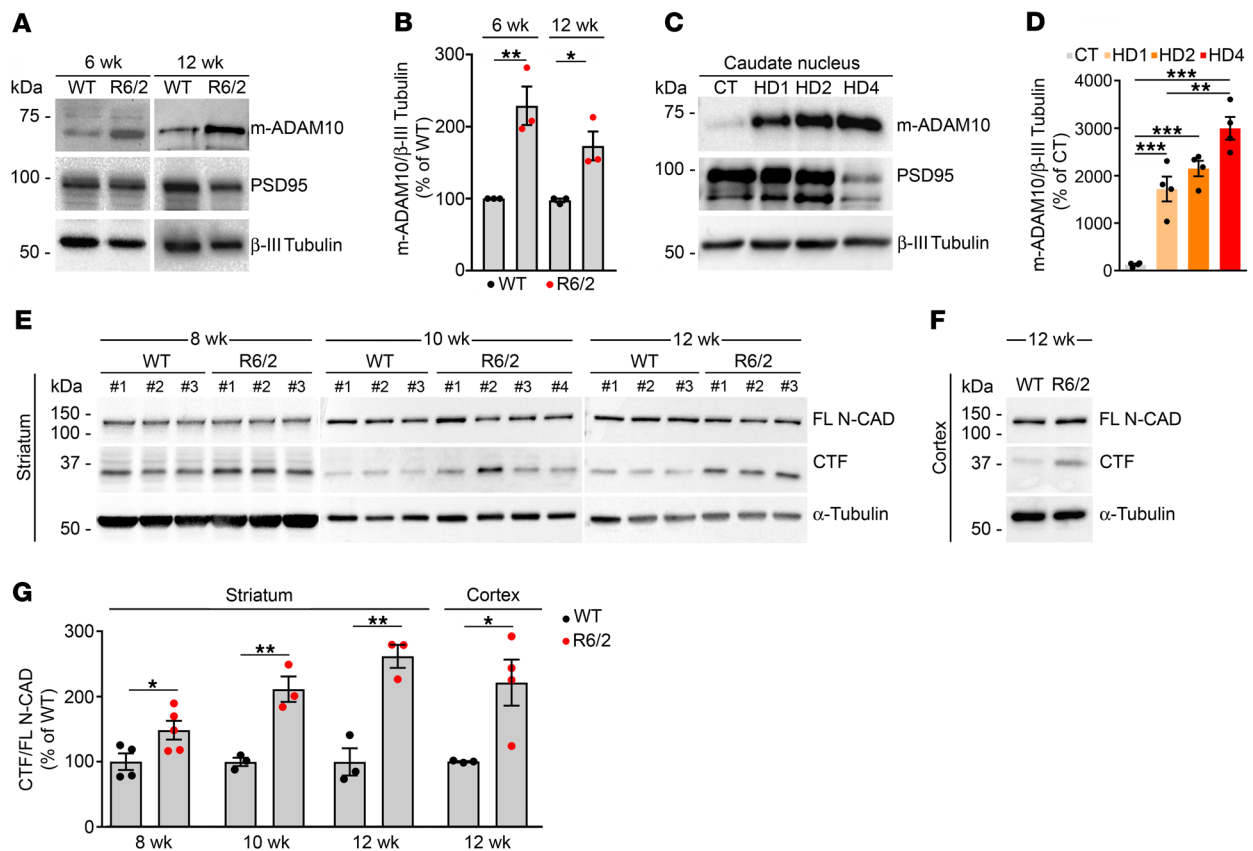 A
6 wk 12 wk
kDa WT R6/2 WT R6/2
75 -
m-ADAM10
100 -
PSD95
50 -
β-III Tubulin
B
6 wk 12 wk
** *
300
200
100
0
m-ADAM10/β-III Tubulin
(% of WT)
WT R6/2
C
Caudate nucleus
kDa CT HD1 HD2 HD4
75 -
m-ADAM10
100 -
PSD95
50 -
β-III Tubulin
D
CT HD1 HD2 HD4
***
**
***
***
4000
3000
2000
1000
0
m-ADAM10/β-III Tubulin
(% of CT)
E
8 wk 10 wk 12 wk
WT R6/2 WT R6/2 WT R6/2
kDa #1 #2 #3 #1 #2 #3 #1 #2 #3 #1 #2 #3 #4 #1 #2 #3 #1 #2 #3
Striatum
150 -
100 -
FL N-CAD
37 -
CTF
50 -
α-Tubulin
F
12 wk
kDa WT R6/2
Cortex
150 -
100 -
FL N-CAD
37 -
CTF
50 -
α-Tubulin
G
Striatum Cortex
WT
R6/2
* ** ** *
300
200
100
0
CTF/FL N-CAD
(% of WT)
8 wk 10 wk 12 wk 12 wk